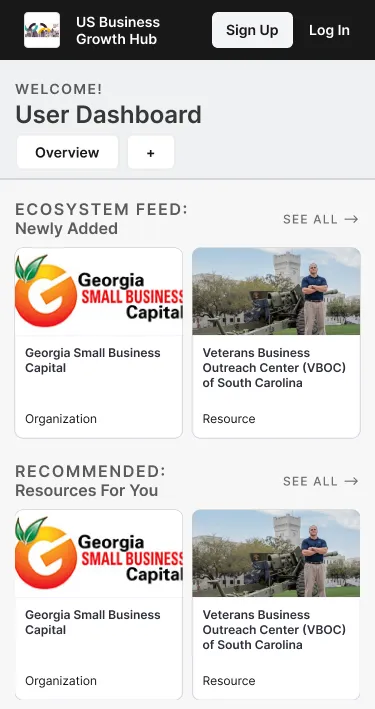 US Business
Growth Hub
Sign Up
Log In
WELCOME!
User Dashboard
Overview
+
ECOSYSTEM FEED:
Newly Added
SEE ALL →
Georgia
SMALL BUSINESS
Capital
Georgia Small Business
Capital
Organization
Veterans Business
Outreach Center (VBOC)
of South Carolina
Resource
RECOMMENDED:
Resources For You
SEE ALL →
Georgia
SMALL BUSINESS
Capital
Georgia Small Business
Capital
Organization
Veterans Business
Outreach Center (VBOC)
of South Carolina
Resource